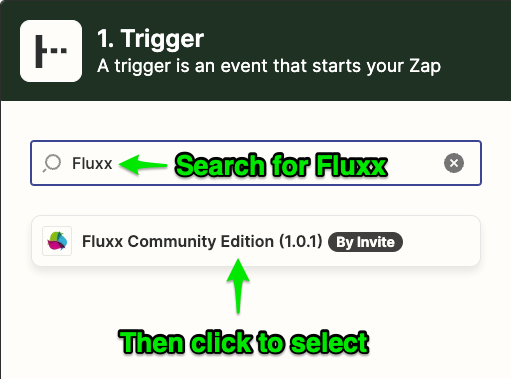 1. Trigger
A trigger is an event that starts your Zap
Fluxx
Search for Fluxx
Fluxx Community Edition (1.0.1) By Invite
Then click to select